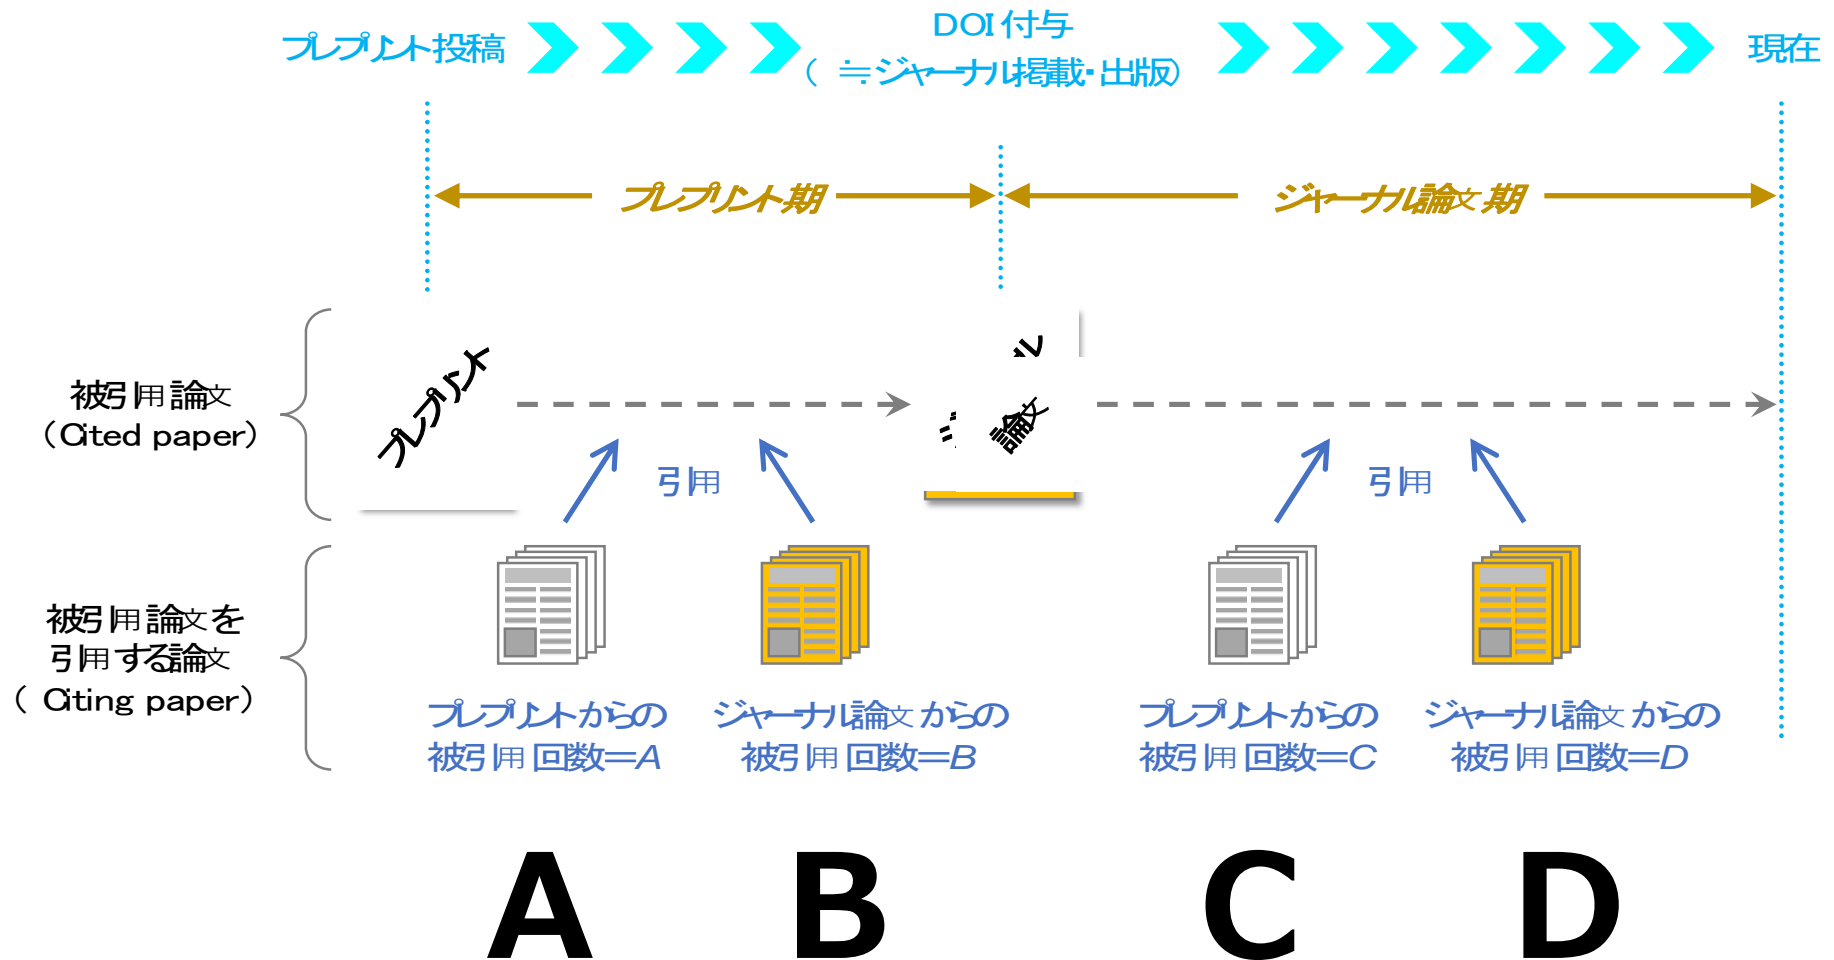 プレプリント投稿
DOI付与
（≒ジャーナル掲載・出版）
現在
プレプリント期
ジャーナル論文期
被引用論文
（Cited paper）
プレプリント
ル
論文
引用
引用
被引用論文を
引用する論文
（Citing paper）
プレプリントからの
被引用回数＝A
ジャーナル論文からの
被引用回数＝B
プレプリントからの
被引用回数＝C
ジャーナル論文からの
被引用回数＝D
A
B
C
D